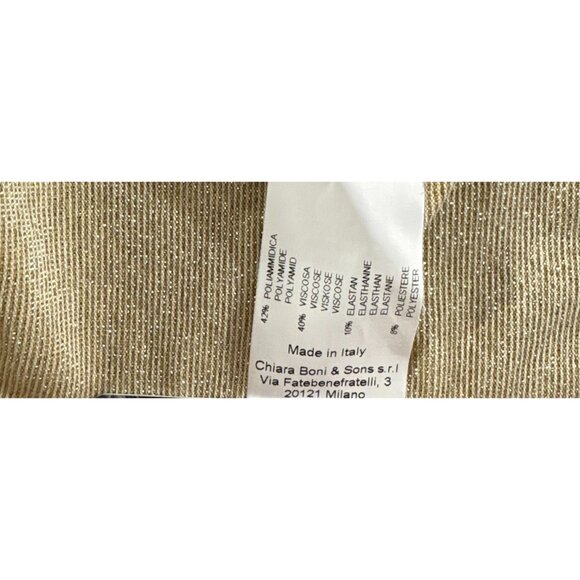 42% POLIAMMIDICA
POLYAMIDE
POLYAMID
40% VISCOSA
VISCOSE
VISKOSE
VISCOSE
10% ELASTAN
ELASTHANNE
ELASTHAN
ELASTANE
8% POLIESTERE
POLYESTER
Made in Italy
Chiara Boni & Sons s.r.l
Via Fatebenefratelli, 3
20121 Milano